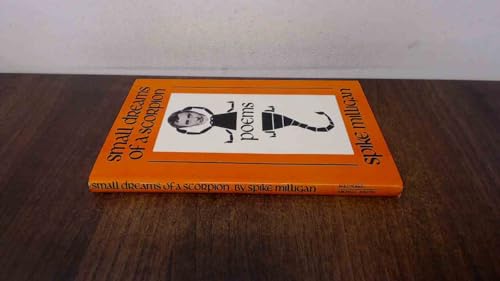 small dreams
of a scorpion
poems
spike milligan
small dreams of a scorpion by spike milligan